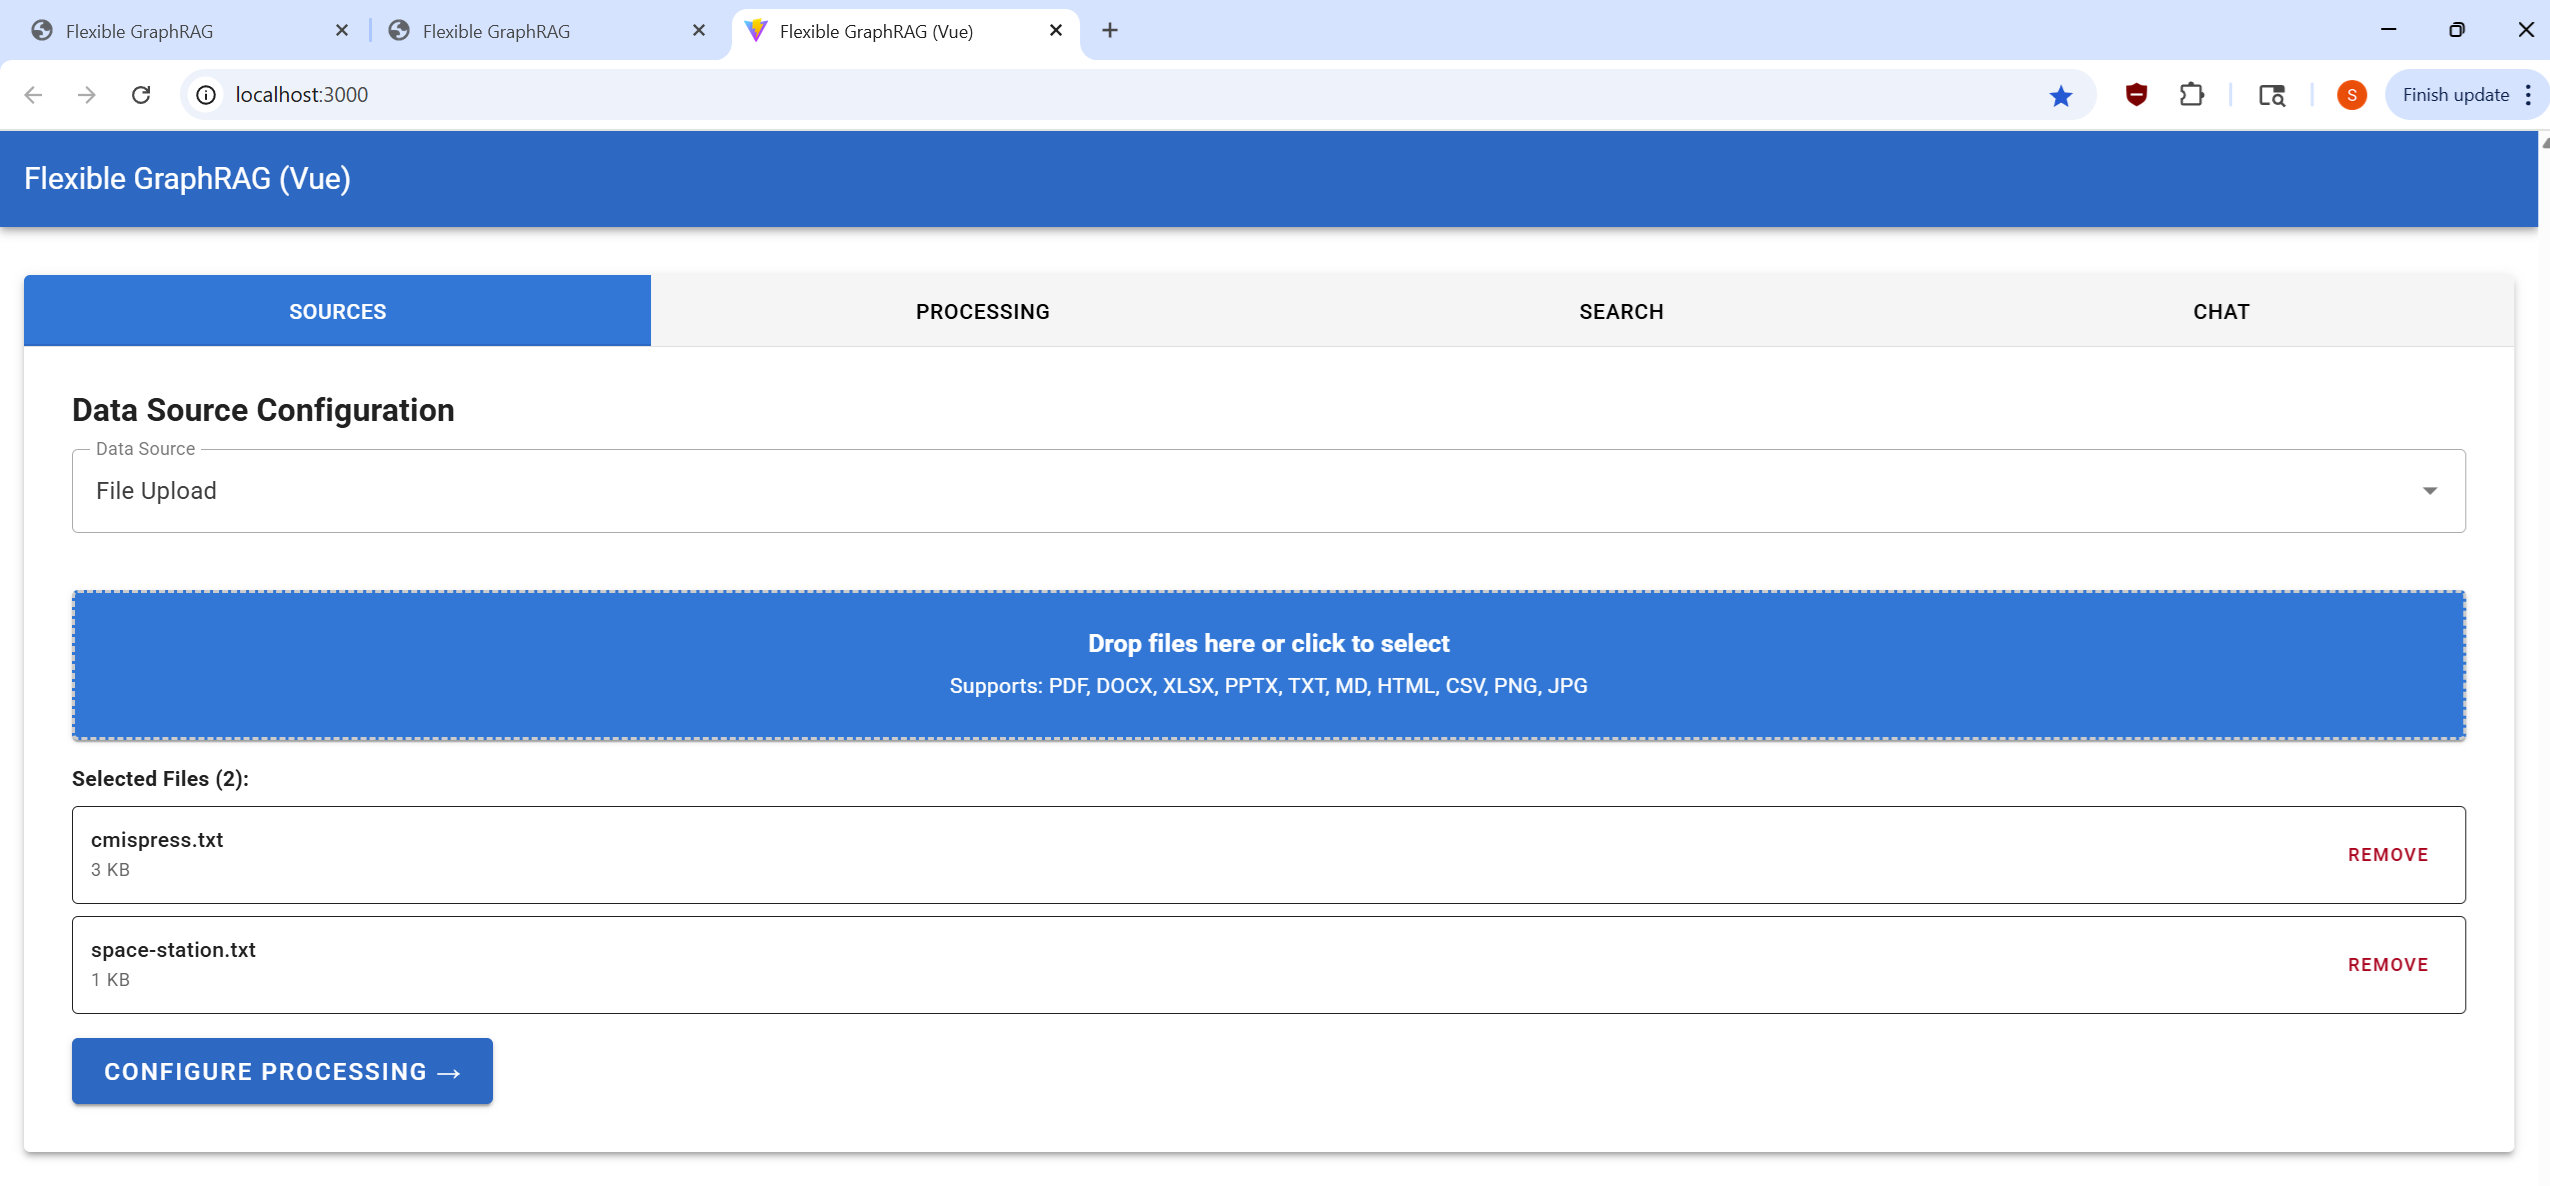 Flexible GraphRAG
Flexible GraphRAG
Flexible GraphRAG (Vue)
localhost:3000
S
Finish update
Flexible GraphRAG (Vue)
SOURCES
PROCESSING
SEARCH
CHAT
Data Source Configuration
Data Source
File Upload
Drop files here or click to select
Supports: PDF, DOCX, XLSX, PPTX, TXT, MD, HTML, CSV, PNG, JPG
Selected Files (2):
cmispress.txt
3 KB
REMOVE
space-station.txt
1 KB
REMOVE
CONFIGURE PROCESSING →